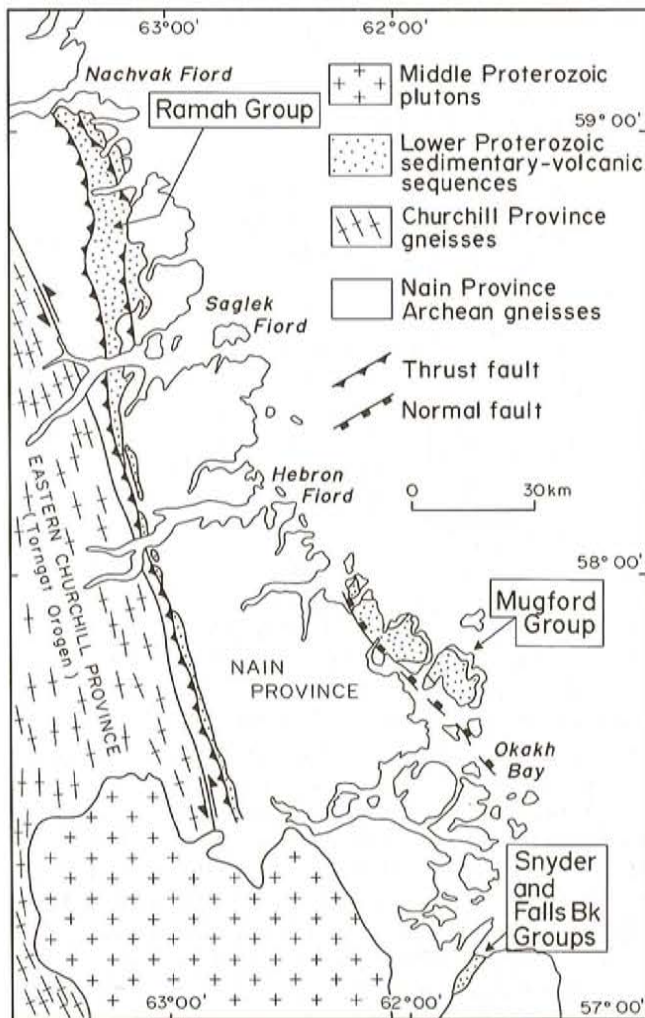 63°00'
62°00'
Nachvak Fiord
Ramah Group
59°00'
Middle Proterozoic
plutons
Lower Proterozoic
sedimentary-volcanic
sequences
Churchill Province
gneisses
Nain Province
Archean gneisses
Thrust fault
Normal fault
0 30 km
Saglek
Fiord
Hebron
Fiord
58°00'
EASTERN CHURCHILL PROVINCE
(Torngat Orogen)
Mugford
Group
NAIN
PROVINCE
Okakh
Bay
Snyder
and
Falls Bk
Groups
63°00'
62°00'
57°00'